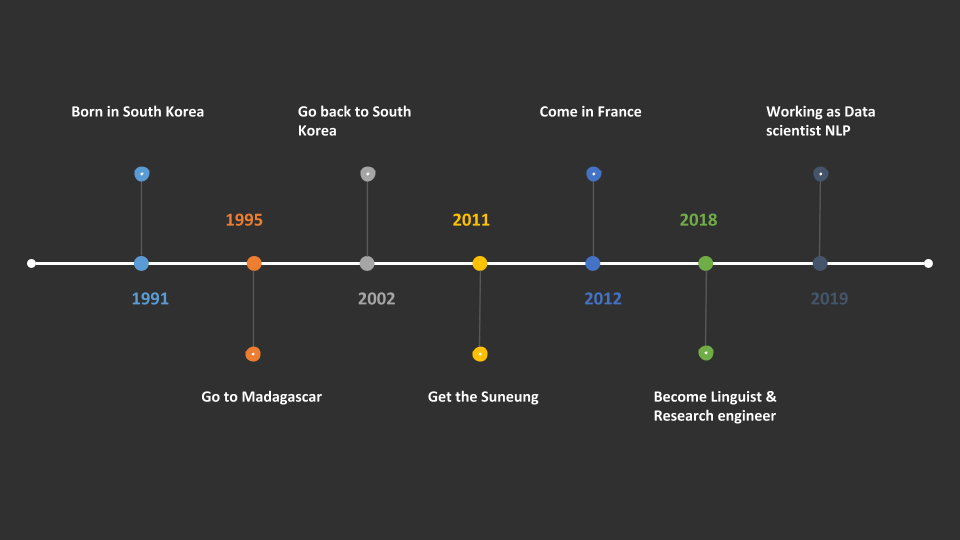 Born in South Korea
Go back to South
Korea
Come in France
Working as Data
scientist NLP
1995
2011
2018
1991
2002
2012
2019
Go to Madagascar
Get the Suneung
Become Linguist &
Research engineer